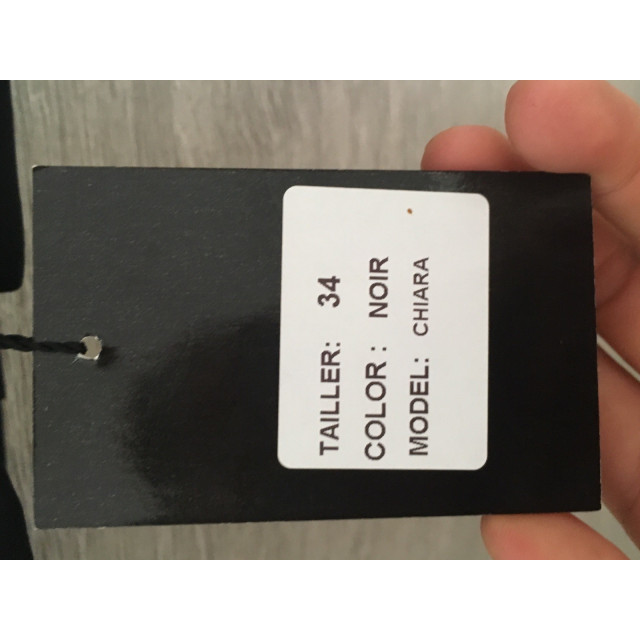 TAILLER: 34
COLOR : NOIR
MODEL: CHIARA